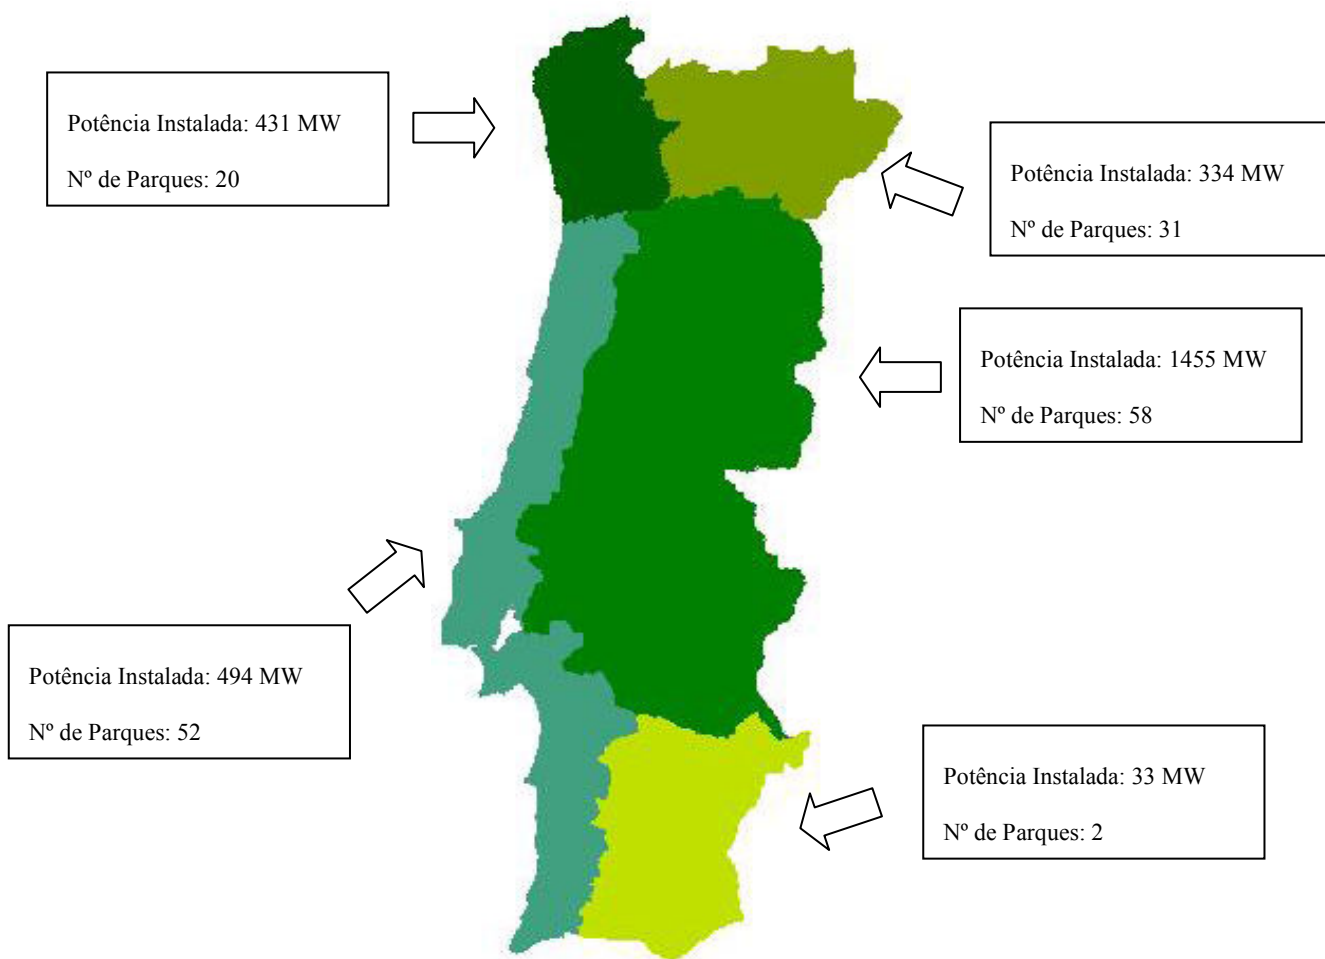 Potência Instalada: 431 MW
Nº de Parques: 20
Potência Instalada: 334 MW
Nº de Parques: 31
Potência Instalada: 1455 MW
Nº de Parques: 58
Potência Instalada: 494 MW
Nº de Parques: 52
Potência Instalada: 33 MW
Nº de Parques: 2